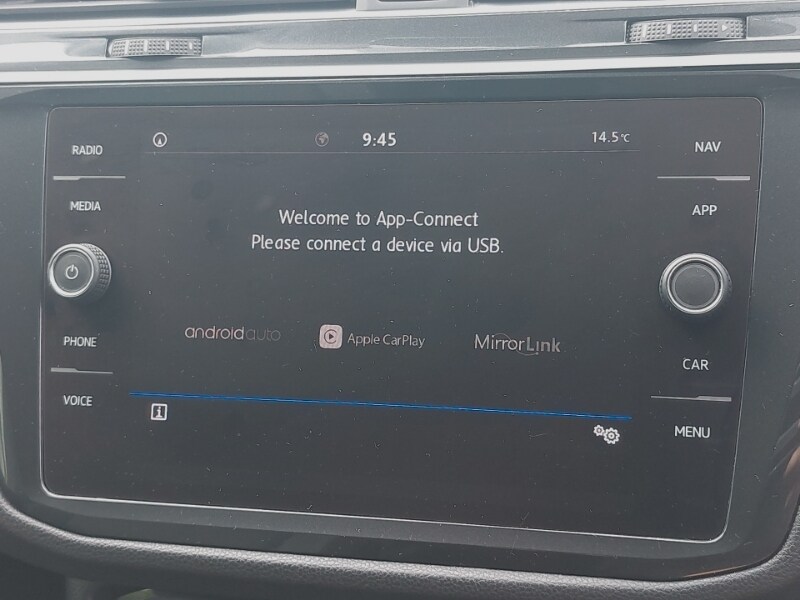 RADIO
9:45
14.5°C
NAV
MEDIA
APP
Welcome to App-Connect
Please connect a device via USB.
PHONE
androidauto
Apple CarPlay
MirrorLink
CAR
VOICE
MENU